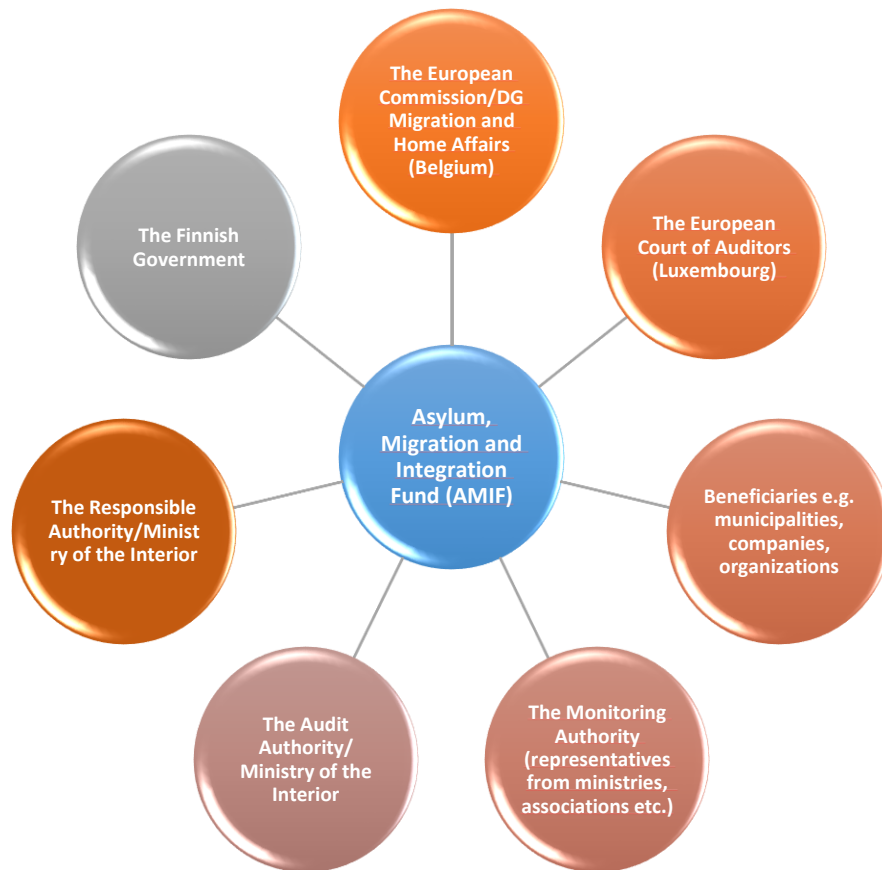 The European
Commission/DG
Migration and
Home Affairs
(Belgium)
The European
Court of Auditors
(Luxembourg)
Beneficiaries e.g.
municipalities,
companies,
organizations
The Monitoring
Authority
(representatives
from ministries,
associations etc.)
The Audit
Authority/
Ministry of the
Interior
The Responsible
Authority/Minist
ry of the Interior
The Finnish
Government
Asylum,
Migration and
Integration
Fund (AMIF)